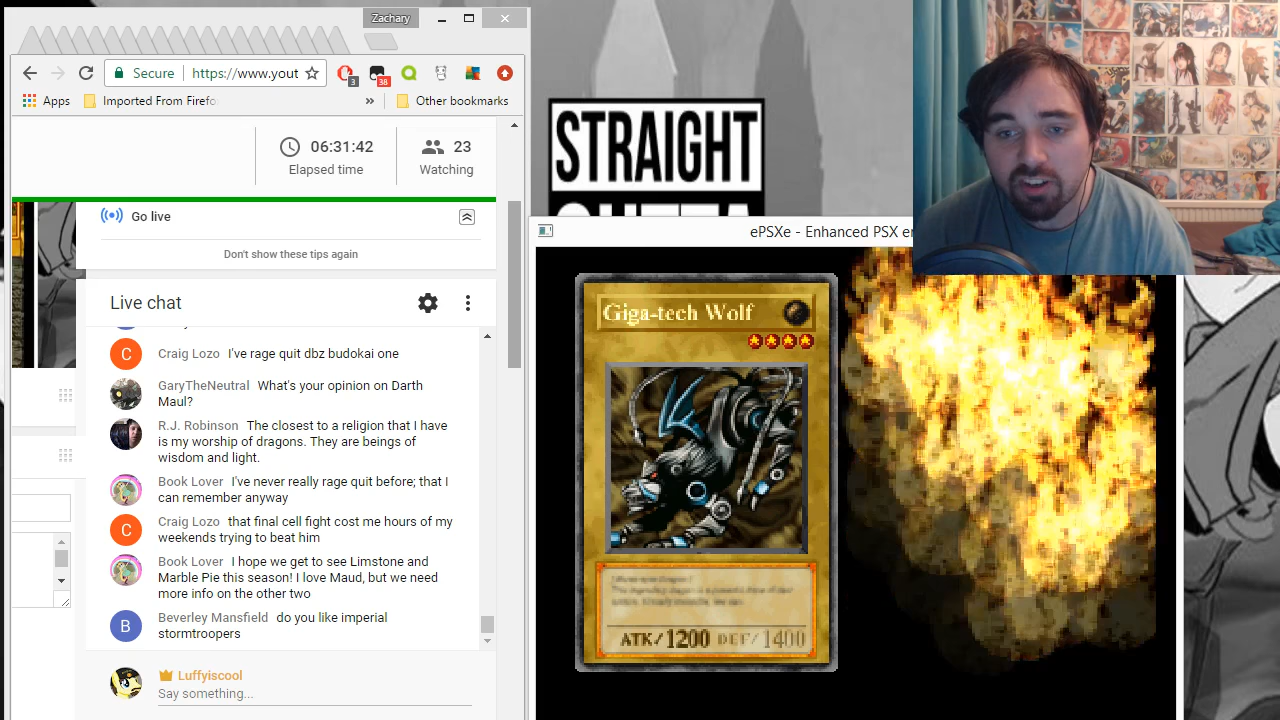 Zachary
Secure
https://www.yout
3
38
Apps
Imported From Firefo
»
Other bookmarks
06:31:42
Elapsed time
23
Watching
Go live
Don't show these tips again
Live chat
Craig Lozo I've rage quit dbz budokai one
GaryTheNeutral What's your opinion on Darth
Maul?
R.J. Robinson The closest to a religion that I have
is my worship of dragons. They are beings of
wisdom and light.
Book Lover I've never really rage quit before; that I
can remember anyway
Craig Lozo that final cell fight cost me hours of my
weekends trying to beat him
Book Lover I hope we get to see Limstone and
Marble Pie this season! I love Maud, but we need
more info on the other two
Beverley Mansfield do you like imperial
stormtroopers
Luffyiscool
Say something...
STRAIGHT
ePSXe - Enhanced PSX em
Giga-tech Wolf
ATK/1200 DEF/1400